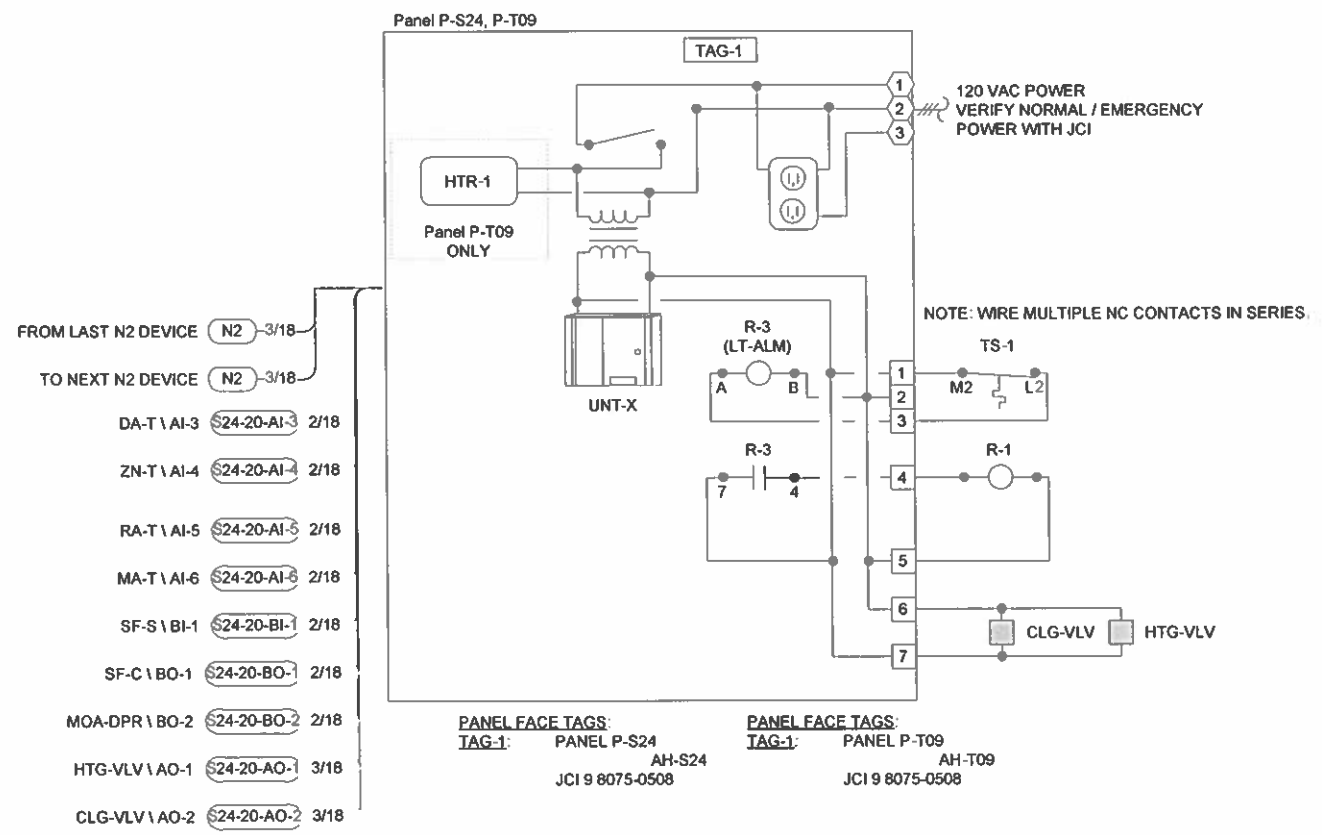 Panel P-S24, P-T09
TAG-1
1
2
3
120 VAC POWER
VERIFY NORMAL / EMERGENCY
POWER WITH JCI
HTR-1
Panel P-T09
ONLY
UNT-X
NOTE: WIRE MULTIPLE NC CONTACTS IN SERIES.
R-3
(LT-ALM)
A
B
1
2
3
TS-1
M2
L2
R-3
7
4
4
R-1
5
6
7
CLG-VLV
HTG-VLV
FROM LAST N2 DEVICE N2 3/18
TO NEXT N2 DEVICE N2 3/18
DA-T \ AI-3 S24-20-AI-3 2/18
ZN-T \ AI-4 S24-20-AI-4 2/18
RA-T \ AI-5 S24-20-AI-5 2/18
MA-T \ AI-6 S24-20-AI-6 2/18
SF-S \ BI-1 S24-20-BI-1 2/18
SF-C \ BO-1 S24-20-BO-1 2/18
MOA-DPR \ BO-2 S24-20-BO-2 2/18
HTG-VLV \ AO-1 S24-20-AO-1 3/18
CLG-VLV \ AO-2 S24-20-AO-2 3/18
PANEL FACE TAGS:
TAG-1: PANEL P-S24
AH-S24
JCI 9 8075-0508
PANEL FACE TAGS:
TAG-1: PANEL P-T09
AH-T09
JCI 9 8075-0508